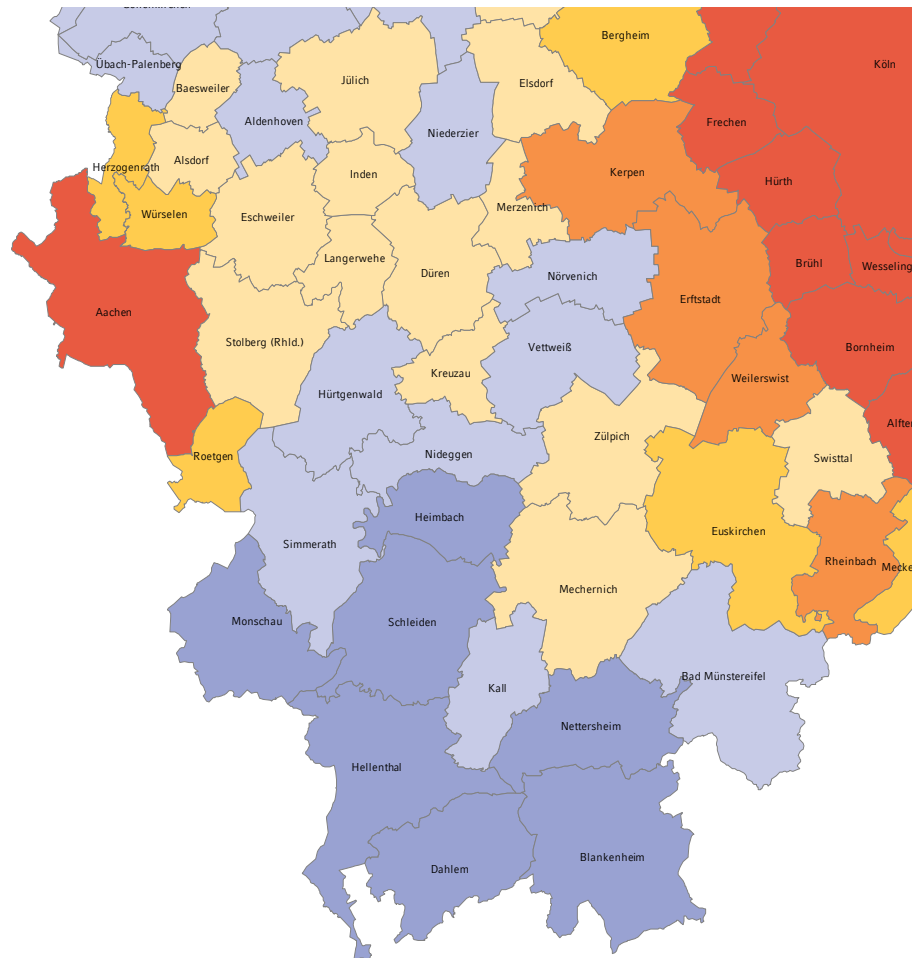 Bergheim
Übach-Palenberg
Köln
Jülich
Elsdorf
Baesweiler
Aldenhoven
Frechen
Niederzier
Alsdorf
Herzogenrath
Inden
Kerpen
Hürth
Würselen
Eschweiler
Merzenich
Langerwehe
Düren
Nörvenich
Brühl
Wesseling
Erftstadt
Aachen
Stolberg (Rhld.)
Vettweiß
Bornheim
Kreuzau
Weilerswist
Hürtgenwald
Alfter
Zülpich
Roetgen
Nideggen
Swisttal
Heimbach
Euskirchen
Simmerath
Rheinbach
Mecke
Mechernich
Monschau
Schleiden
Bad Münstereifel
Kall
Nettersheim
Hellenthal
Blankenheim
Dahlem